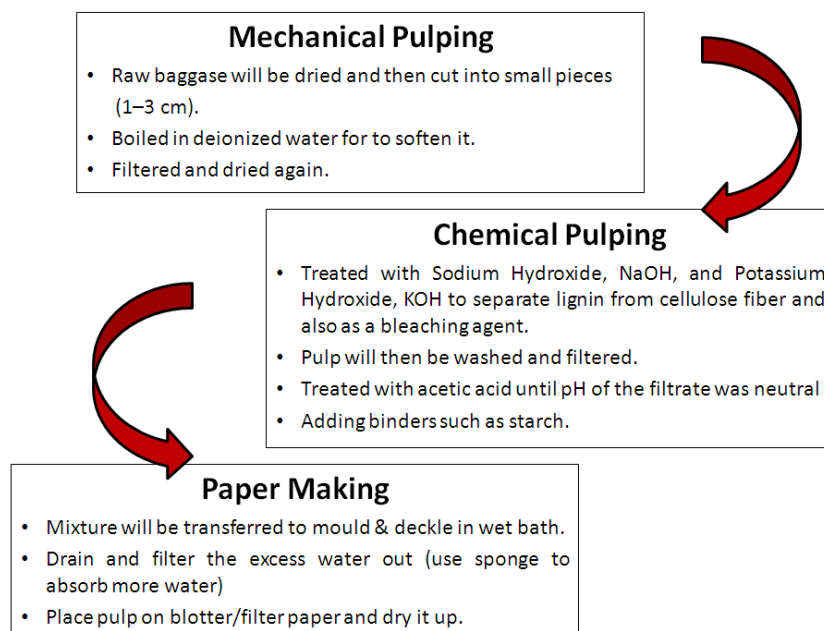 Mechanical Pulping
• Raw baggase will be dried and then cut into small pieces
(1–3 cm).
• Boiled in deionized water for to soften it.
• Filtered and dried again.
Chemical Pulping
• Treated with Sodium Hydroxide, NaOH, and Potassium
Hydroxide, KOH to separate lignin from cellulose fiber and
also as a bleaching agent.
• Pulp will then be washed and filtered.
• Treated with acetic acid until pH of the filtrate was neutral
• Adding binders such as starch.
Paper Making
• Mixture will be transferred to mould & deckle in wet bath.
• Drain and filter the excess water out (use sponge to
absorb more water)
• Place pulp on blotter/filter paper and dry it up.